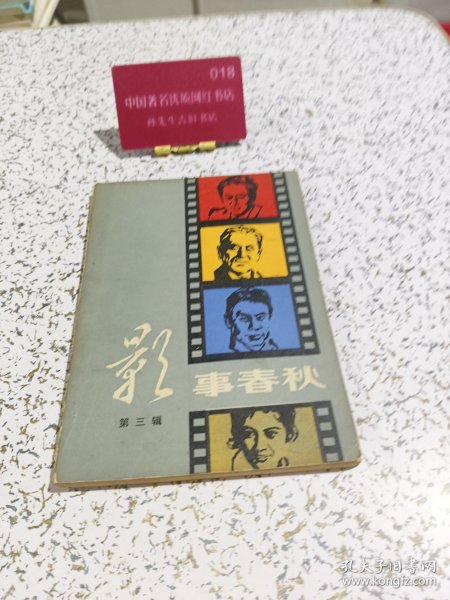 018
中国著名优质网红书店
孙先生古旧书店
影
事春秋
第三辑
孔夫子旧书网
www.kongfz.com